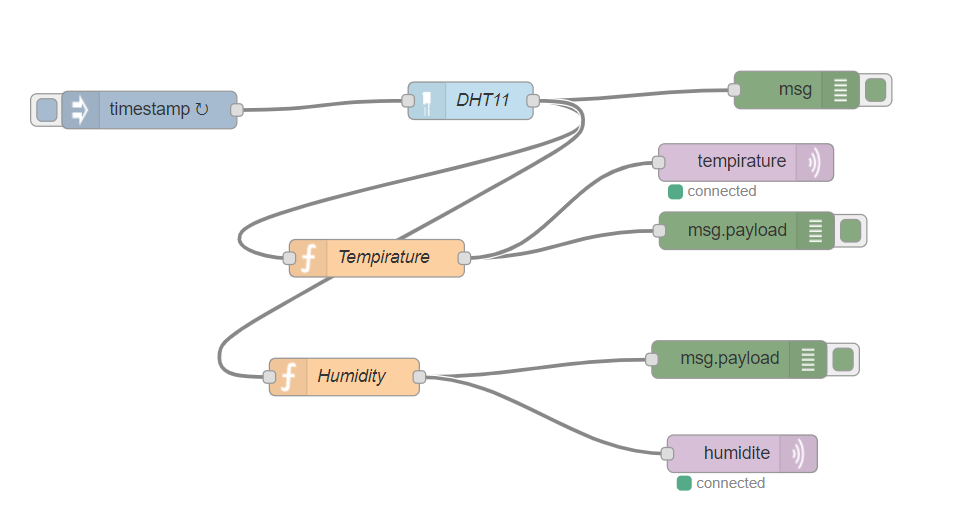 timestamp ↻
DHT11
msg
tempirature
connected
msg.payload
Tempirature
msg.payload
Humidity
humidite
connected